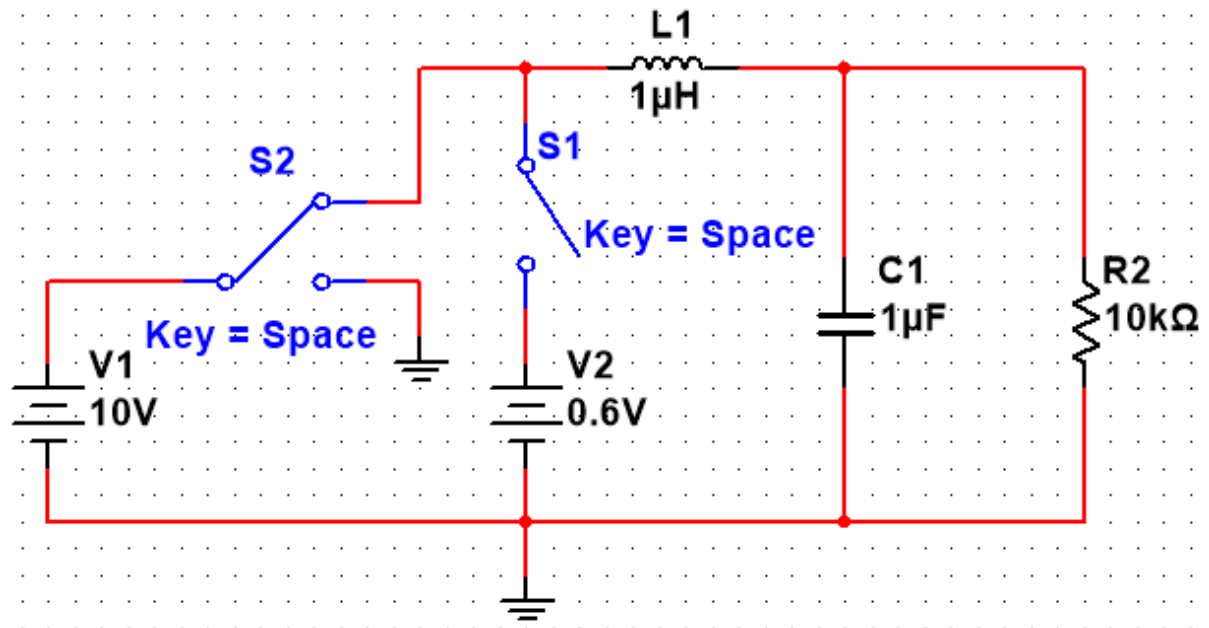 L1
1µH
S2
S1
Key = Space
Key = Space
C1
1µF
R2
10kΩ
V1
10V
V2
0.6V